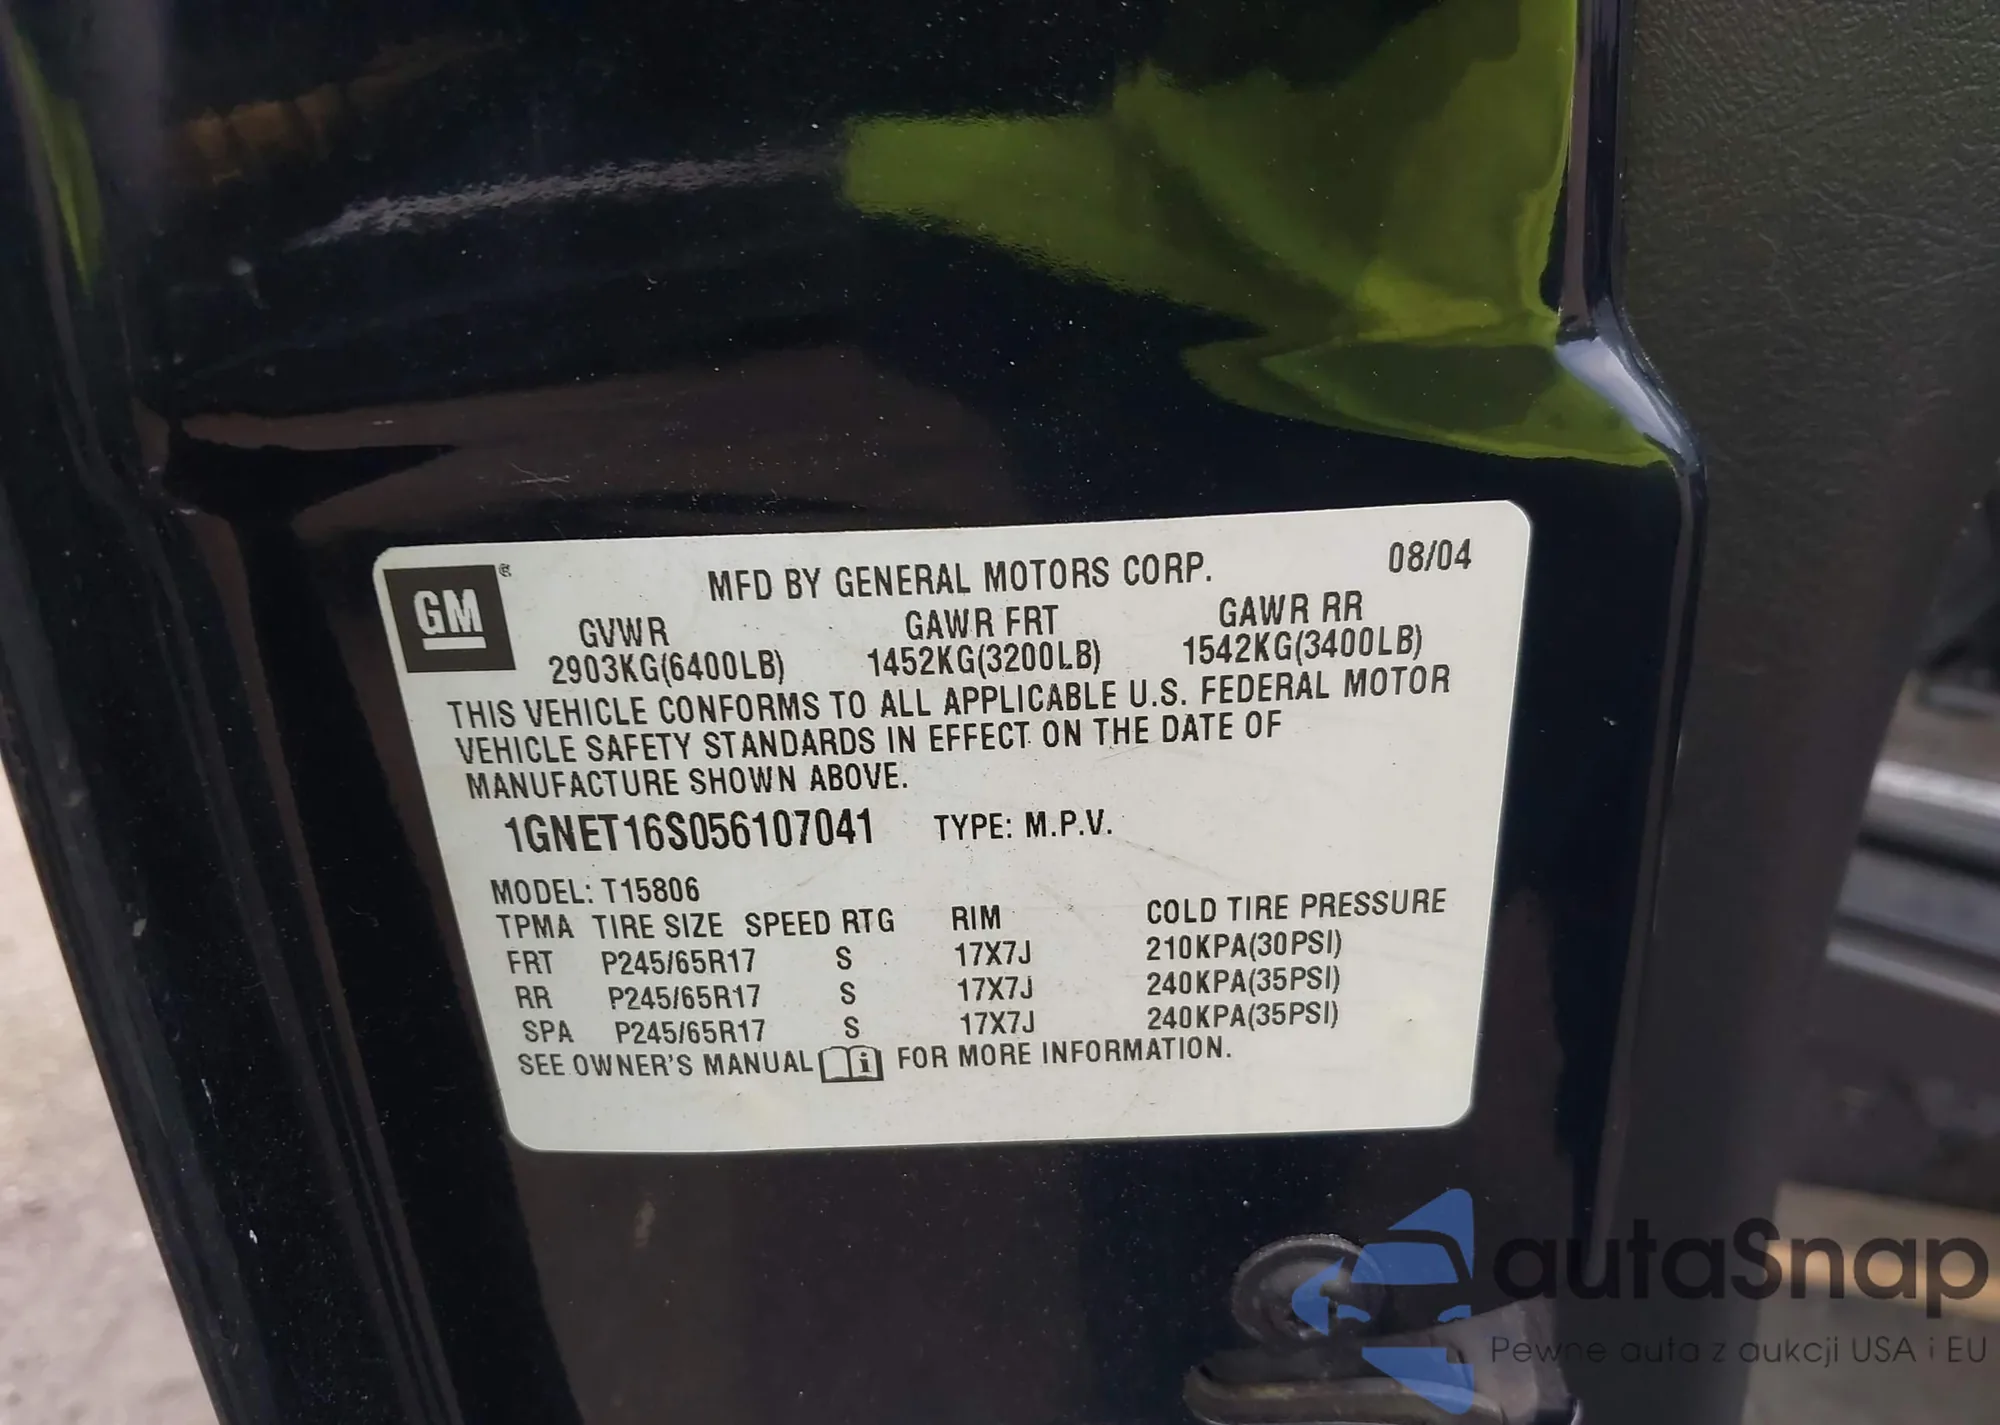 GM ®
MFD BY GENERAL MOTORS CORP. 08/04
GVWR GAWR FRT GAWR RR
2903KG(6400LB) 1452KG(3200LB) 1542KG(3400LB)
THIS VEHICLE CONFORMS TO ALL APPLICABLE U.S. FEDERAL MOTOR
VEHICLE SAFETY STANDARDS IN EFFECT ON THE DATE OF
MANUFACTURE SHOWN ABOVE.
1GNET16S056107041 TYPE: M.P.V.
MODEL: T15806
TPMA TIRE SIZE SPEED RTG RIM COLD TIRE PRESSURE
FRT P245/65R17 S 17X7J 210KPA(30PSI)
RR P245/65R17 S 17X7J 240KPA(35PSI)
SPA P245/65R17 S 17X7J 240KPA(35PSI)
SEE OWNER'S MANUAL i FOR MORE INFORMATION.
autaSnap
Pewne auta z aukcji USA i EU